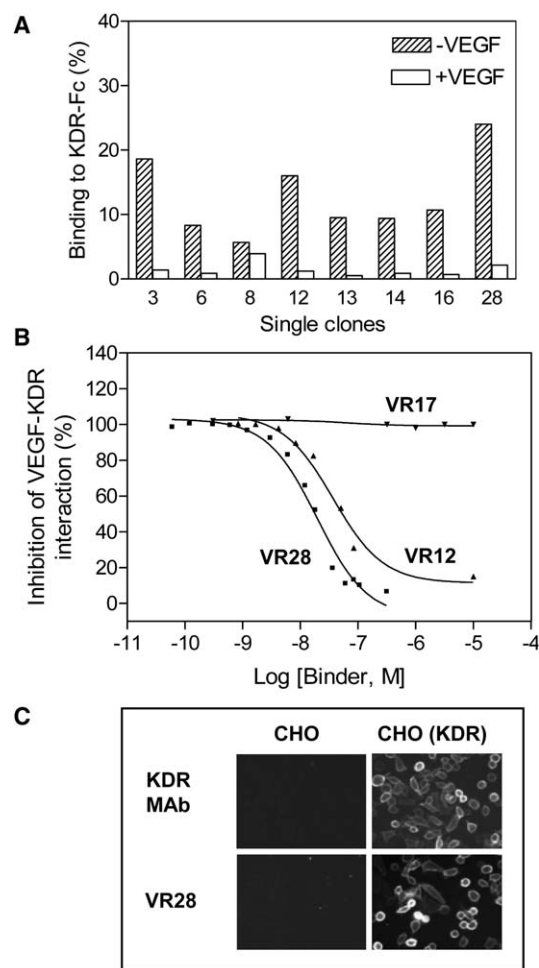 A
Binding to KDR-Fc (%)
40
30
20
10
0
-VEGF
+VEGF
3 6 8 12 13 14 16 28
Single clones
B
Inhibition of VEGF-KDR
interaction (%)
140
120
100
80
60
40
20
0
VR17
VR28
VR12
-11 -10 -9 -8 -7 -6 -5 -4
Log [Binder, M]
C
CHO CHO (KDR)
KDR
MAb
VR28